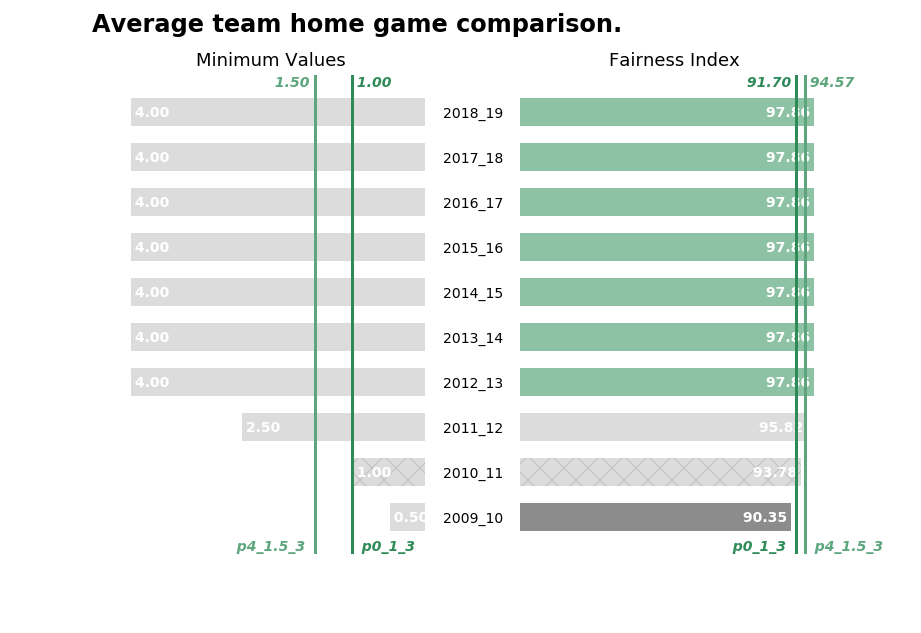 Average team home game comparison.
Minimum Values Fairness Index
1.50 1.00 91.70 94.57
4.00 2018_19 97.86
4.00 2017_18 97.86
4.00 2016_17 97.86
4.00 2015_16 97.86
4.00 2014_15 97.86
4.00 2013_14 97.86
4.00 2012_13 97.86
2.50 2011_12 95.82
1.00 2010_11 93.78
0.50 2009_10 90.35
p4_1.5_3 p0_1_3 p0_1_3 p4_1.5_3